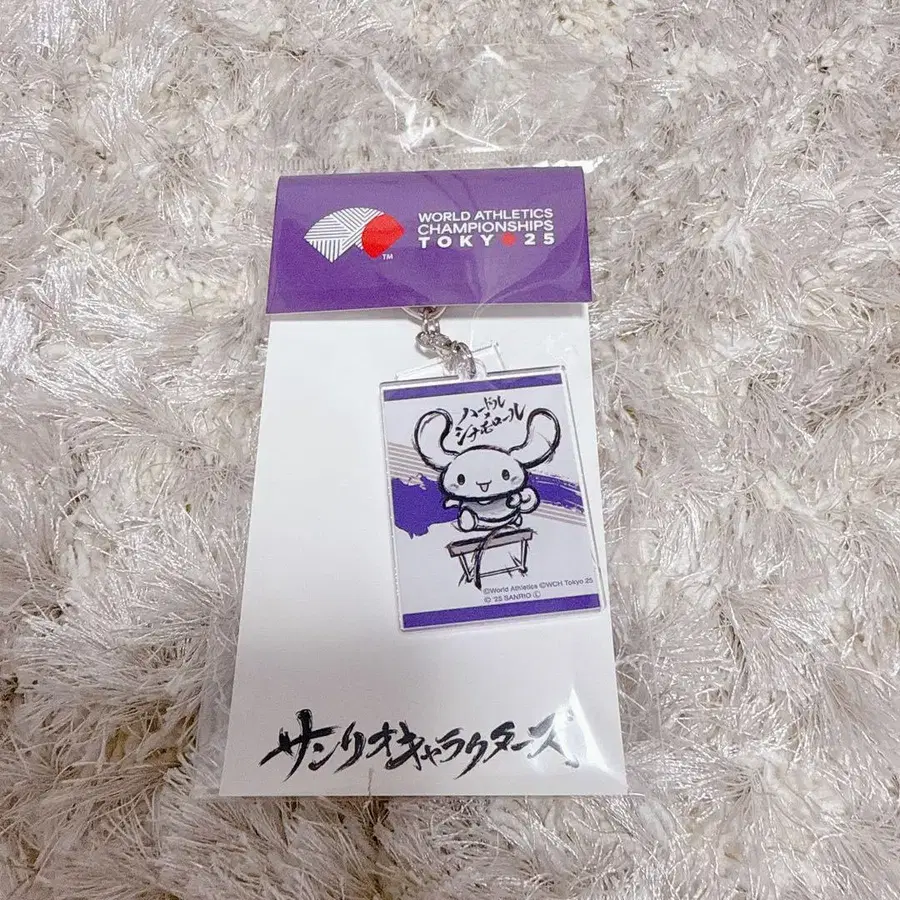 WORLD ATHLETICS
CHAMPIONSHIPS
TOKYO 25
TM
ハードル
×
シナモロール
©World Athletics ©WCH Tokyo 25
© '25 SANRIO Ⓛ
サンリオキャラクターズ